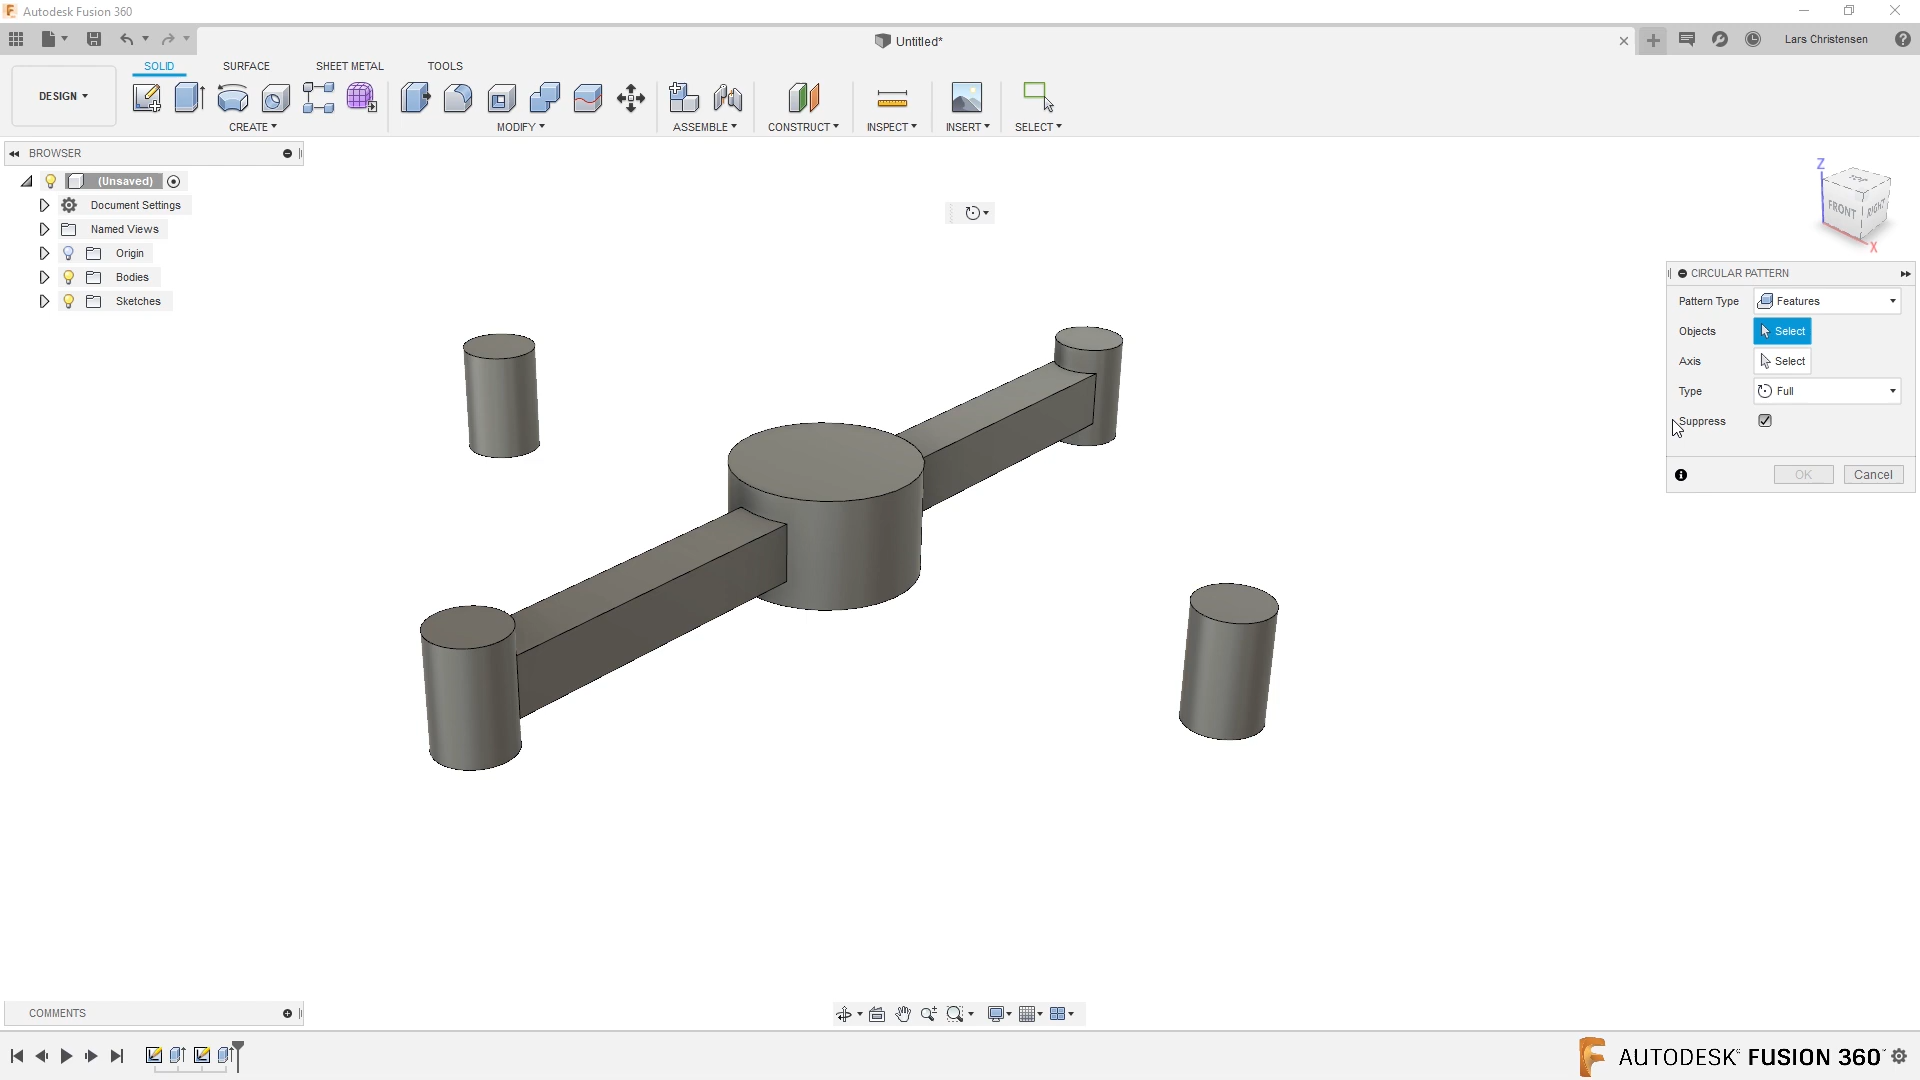 Autodesk Fusion 360
Untitled*
Lars Christensen
SOLID SURFACE SHEET METAL TOOLS
DESIGN
CREATE MODIFY ASSEMBLE CONSTRUCT INSPECT INSERT SELECT
BROWSER
(Unsaved)
Document Settings
Named Views
Origin
Bodies
Sketches
Z
TOP
FRONT
RIGHT
X
CIRCULAR PATTERN
Pattern Type Features
Objects Select
Axis Select
Type Full
Suppress
OK Cancel
COMMENTS
AUTODESK FUSION 360